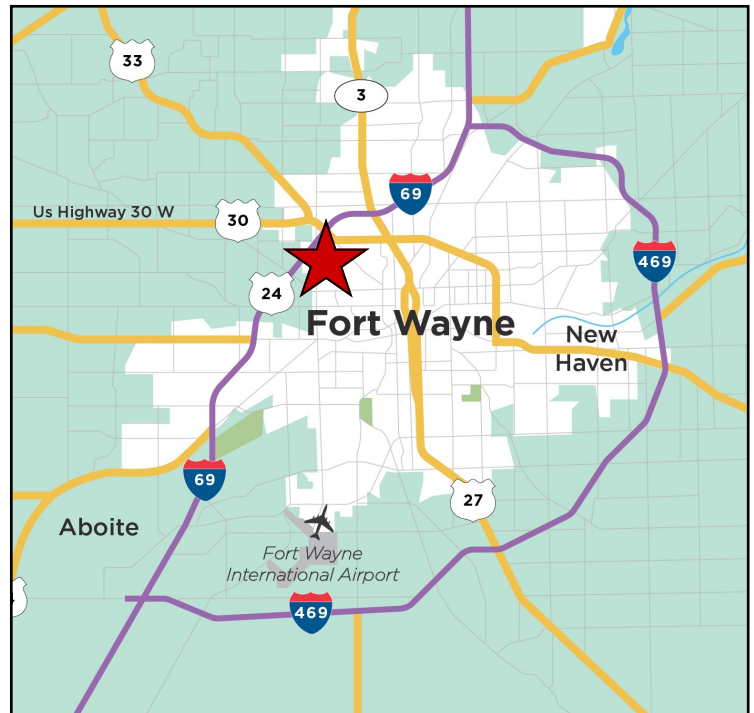 33
3
69
Us Highway 30 W
30
469
24
Fort Wayne
New
Haven
69
27
Aboite
Fort Wayne
International Airport
469